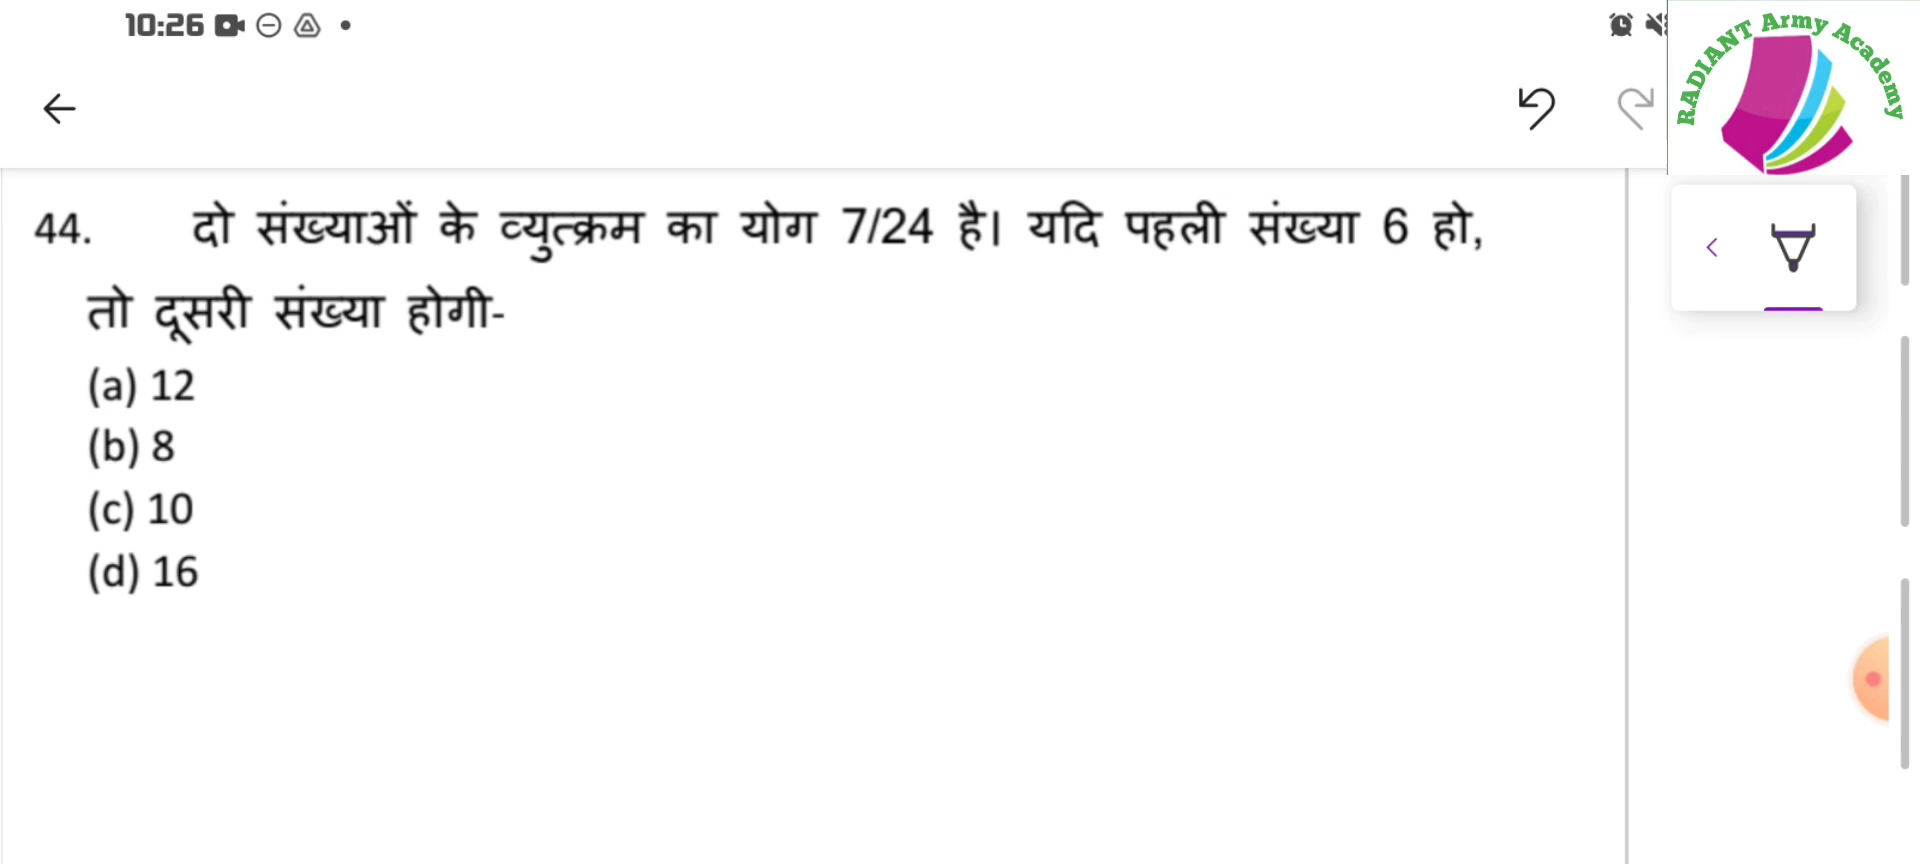 10:26
RADIANT Army Academy
44. दो संख्याओं के व्युत्क्रम का योग 7/24 है। यदि पहली संख्या 6 हो,
तो दूसरी संख्या होगी-
(a) 12
(b) 8
(c) 10
(d) 16